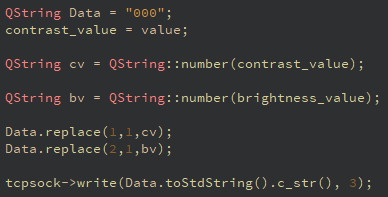 QString Data = "000";
contrast_value = value;
QString cv = QString::number(contrast_value);
QString bv = QString::number(brightness_value);
Data.replace(1,1,cv);
Data.replace(2,1,bv);
tcpsock->write(Data.toStdString().c_str(), 3);